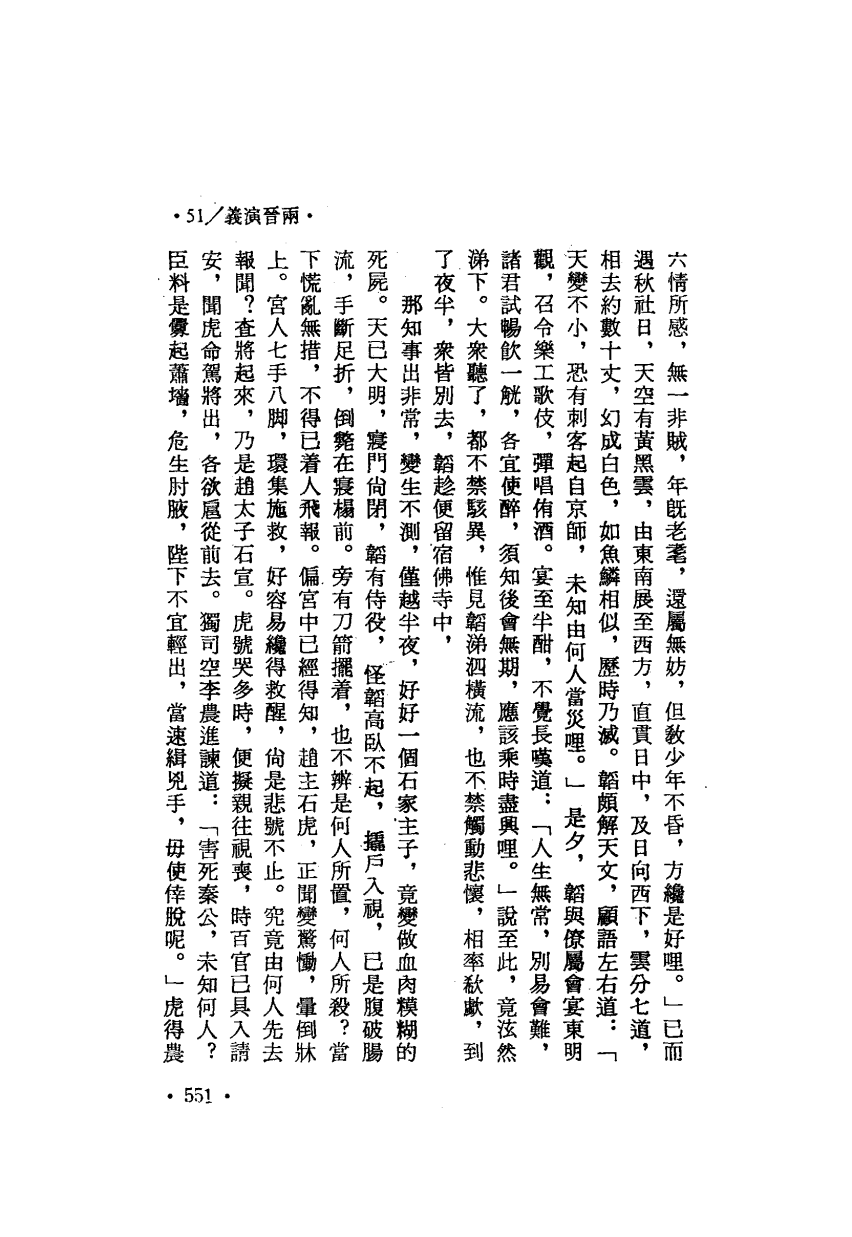 •51／義演晉兩•
六情所感，無一非賊，年既老耄，還屬無妨，但教少年不昏，方纔是好哩。」已而
遇秋社日，天空有黃黑雲，由東南展至西方，直貫日中，及日向西下，雲分七道，
相去約數十丈，幻成白色，如魚鱗相似，歷時乃滅。韜頗解天文，顧語左右道：「
天變不小，恐有刺客起自京師，未知由何人當災哩。」是夕，韜與僚屬會宴東明
觀，召令樂工歌伎，彈唱侑酒。宴至半酣，不覺長嘆道：「人生無常，別易會難，
諸君試暢飲一觥，各宜使醉，須知後會無期，應該乘時盡興哩。」說至此，竟泫然
涕下。大衆聽了，都不禁駭異，惟見韜涕泗橫流，也不禁觸動悲懷，相率欷歔，到
了夜半，衆皆別去，韜趁便留宿佛寺中，
那知事出非常，變生不測，僅越半夜，好好一個石家主子，竟變做血肉糢糊的
死屍。天已大明，寢門尙閉，韜有侍役，怪韜高臥不起，撬戶入視，已是腹破腸
流，手斷足折，倒斃在寢榻前。旁有刀箭擺着，也不辨是何人所置，何人所殺？當
下慌亂無措，不得已着人飛報。偏宮中已經得知，趙主石虎，正聞變驚慟，暈倒牀
上。宮人七手八脚，環集施救，好容易纔得救醒，尙是悲號不止。究竟由何人先去
報聞？查將起來，乃是趙太子石宣。虎號哭多時，便擬親往視喪，時百官已具入請
安，聞虎命駕將出，各欲扈從前去。獨司空李農進諫道：「害死秦公，未知何人？
臣料是釁起蕭墻，危生肘腋，陛下不宜輕出，當速緝兇手，毋使倖脫呢。」虎得農
•551•